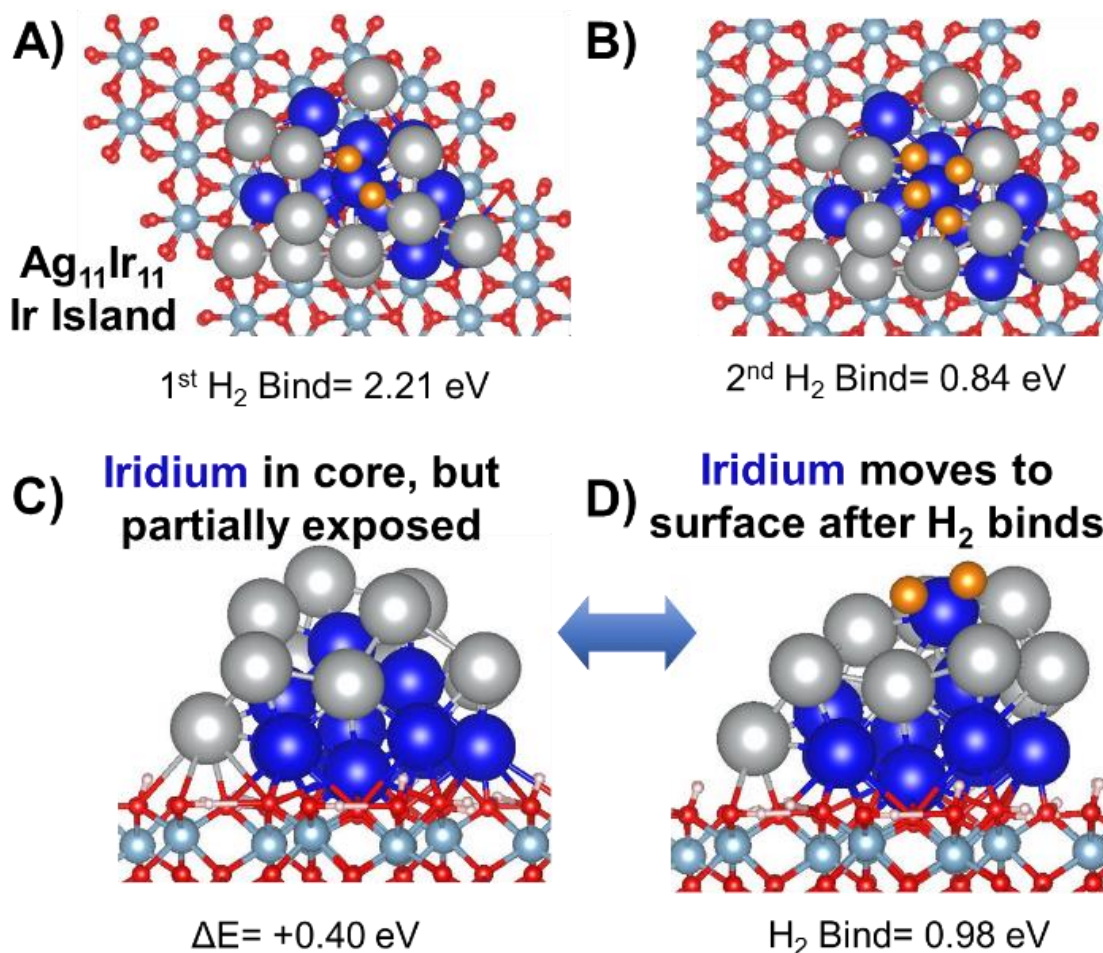 A)
B)
Ag₁₁Ir₁₁
Ir Island
1ˢᵗ H₂ Bind= 2.21 eV
2ⁿᵈ H₂ Bind= 0.84 eV
C)
Iridium in core, but
partially exposed
D)
Iridium moves to
surface after H₂ binds
ΔE= +0.40 eV
H₂ Bind= 0.98 eV